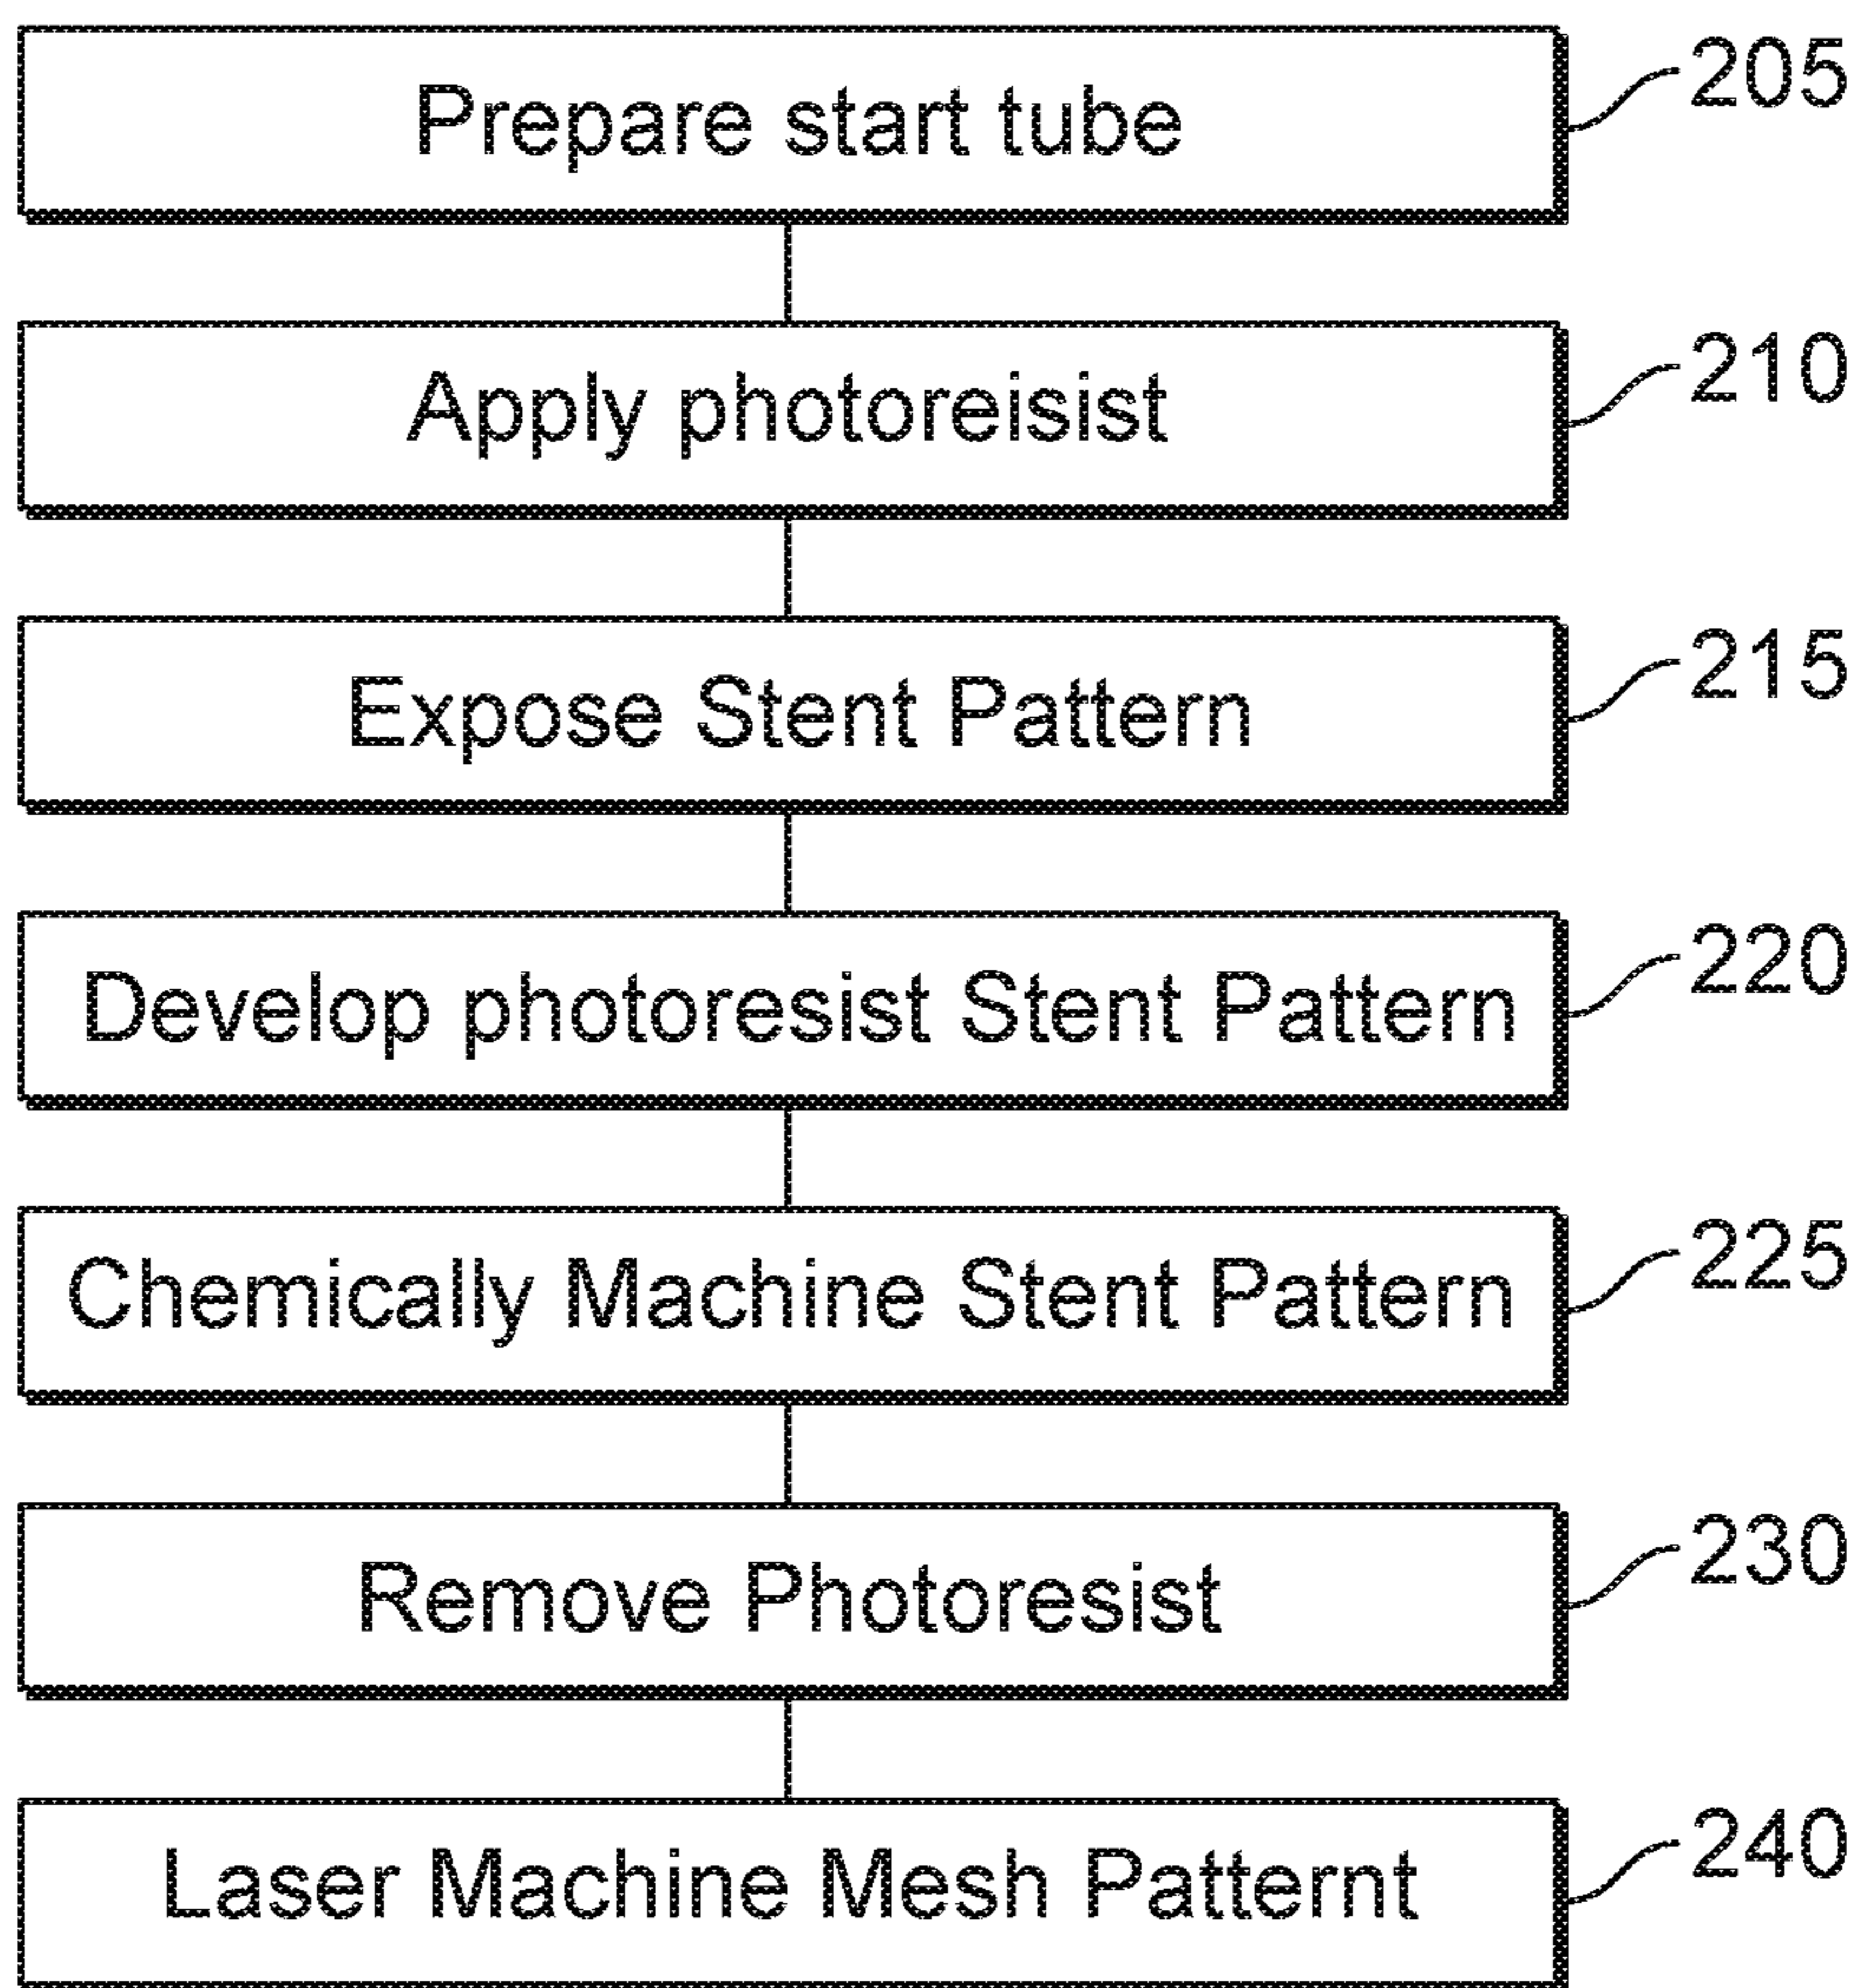 Prepare start tube 205
Apply photoreisist 210
Expose Stent Pattern 215
Develop photoresist Stent Pattern 220
Chemically Machine Stent Pattern 225
Remove Photoresist 230
Laser Machine Mesh Patternt 240